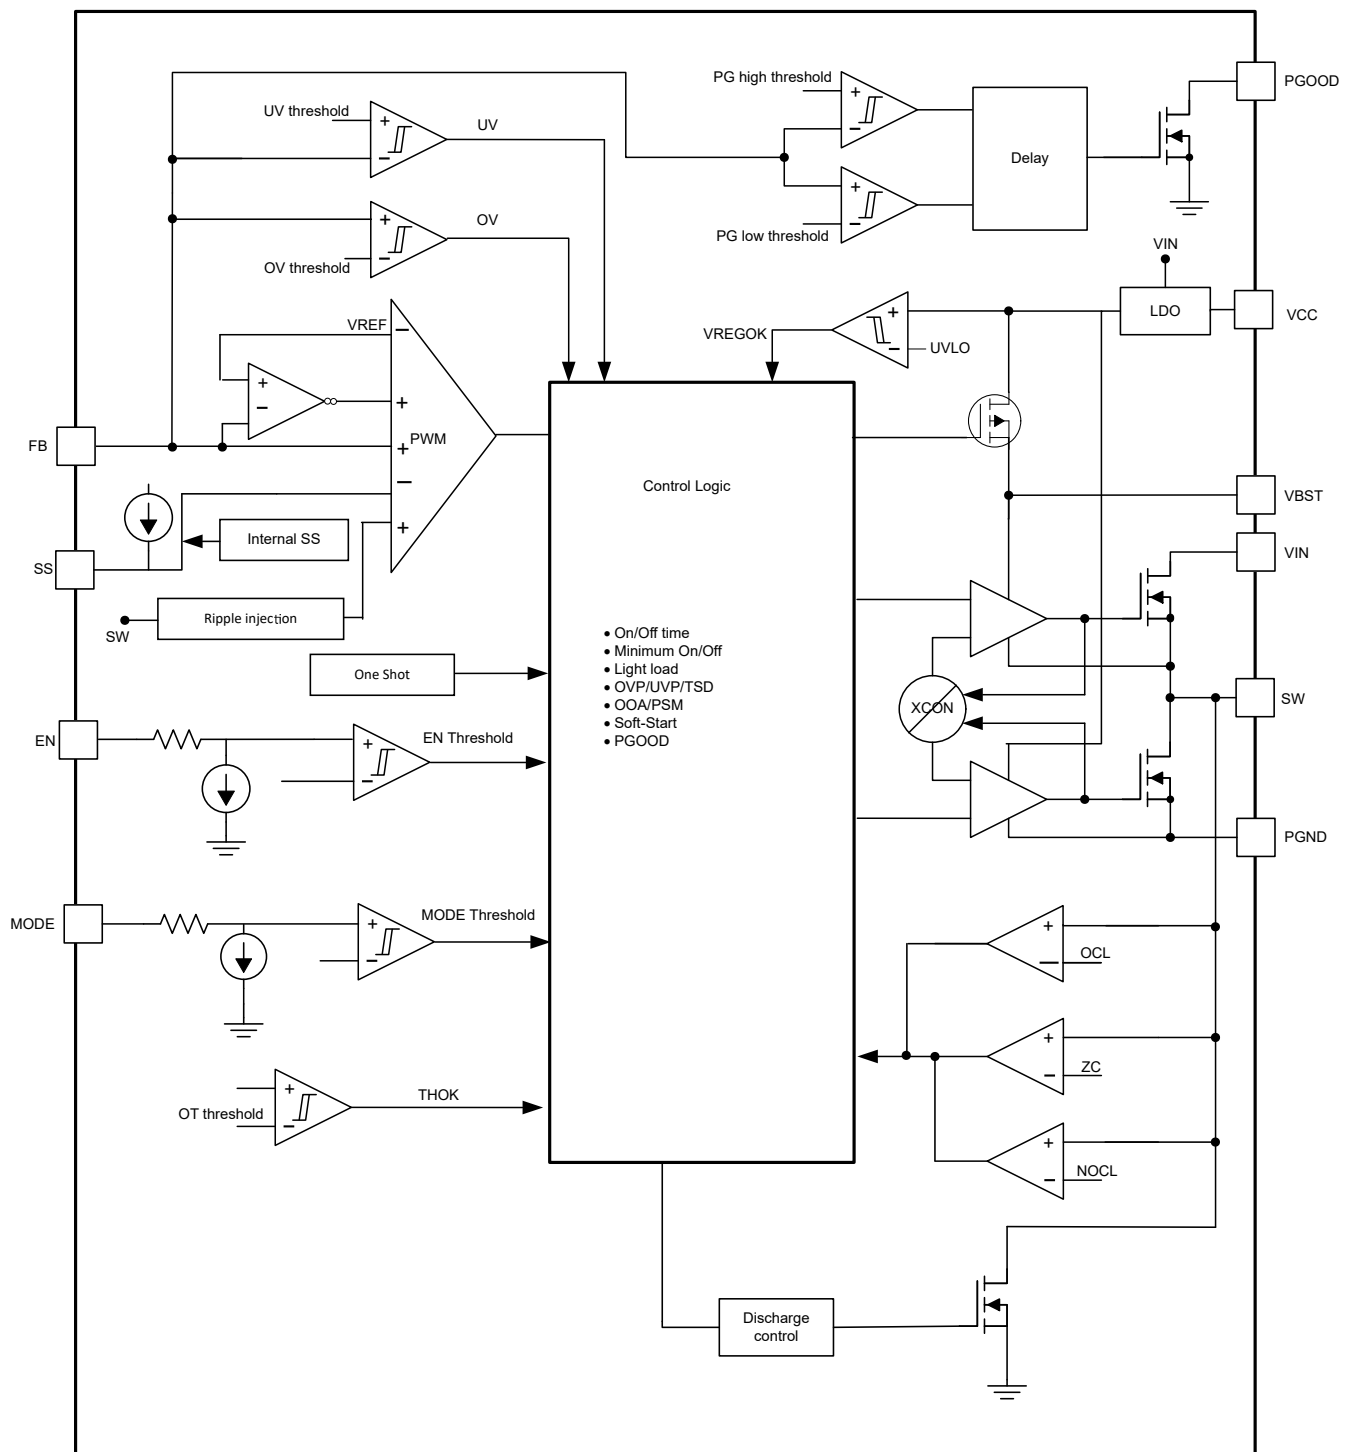 PG high threshold
PGOOD
UV threshold
UV
Delay
OV
PG low threshold
OV threshold
VIN
VREF
VREGOK
LDO
VCC
UVLO
FB
PWM
Control Logic
VBST
Internal SS
VIN
SS
Ripple injection
SW
• On/Off time
• Minimum On/Off
• Light load
• OVP/UVP/TSD
• OOA/PSM
• Soft-Start
• PGOOD
One Shot
XCON
SW
EN
EN Threshold
PGND
MODE
MODE Threshold
OCL
ZC
THOK
OT threshold
NOCL
Discharge
control